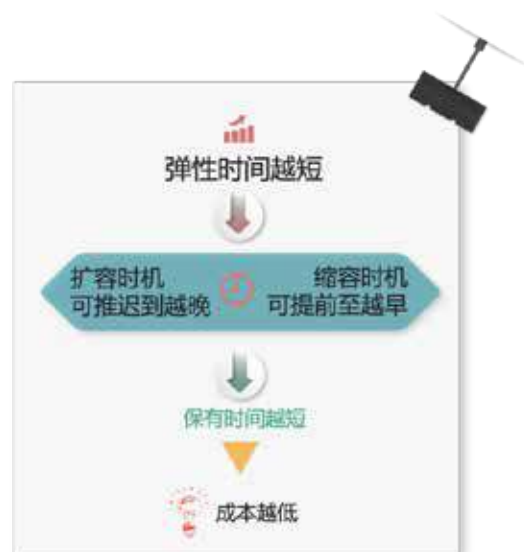 弹性时间越短
扩容时机
可推迟到越晚
缩容时机
可提前至越早
保有时间越短
成本越低